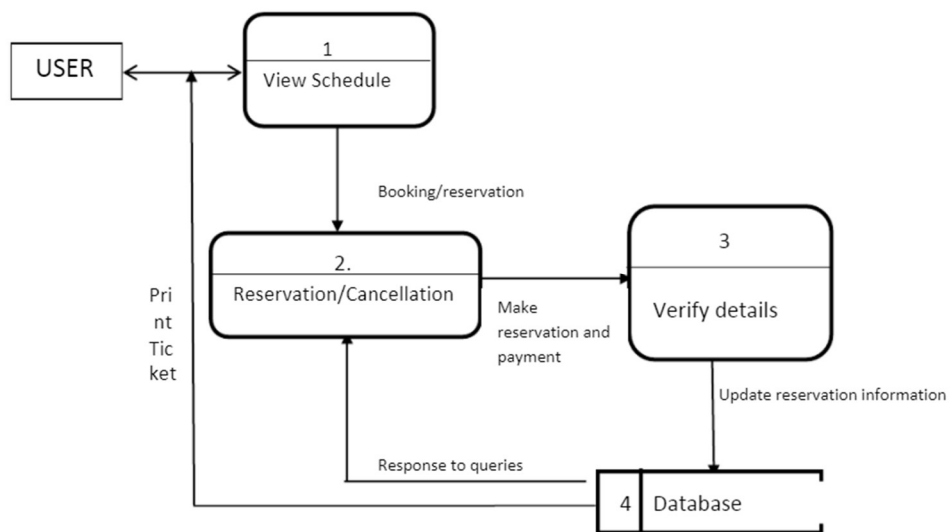 USER
1
View Schedule
Booking/reservation
2.
Reservation/Cancellation
3
Verify details
Make
reservation and
payment
Pri
nt
Tic
ket
Update reservation information
Response to queries
4
Database